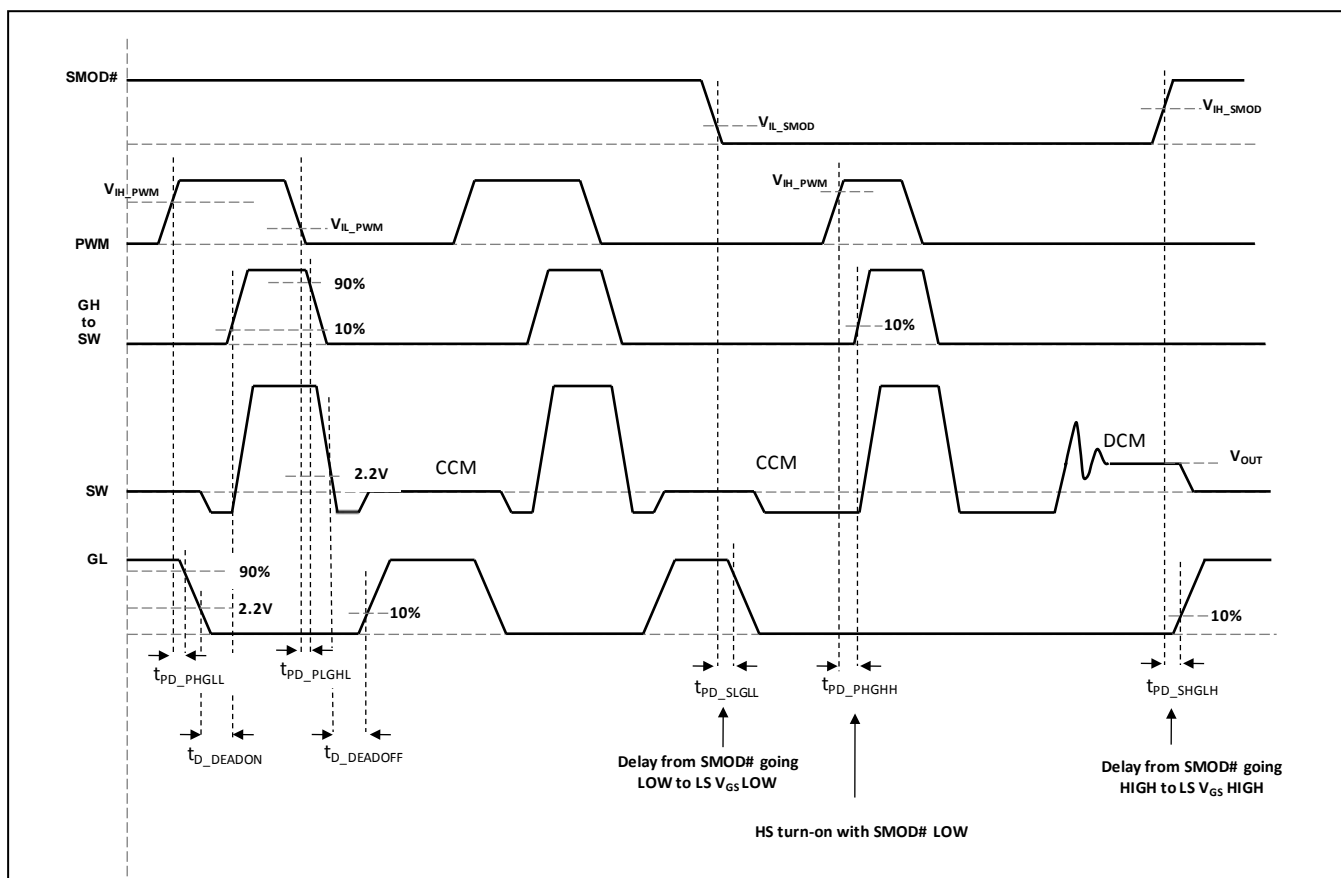 SMOD#
V_IL_SMOD
V_IH_SMOD
V_IH_PWM
V_IL_PWM
V_IH_PWM
PWM
90%
10%
GH
to
SW
10%
CCM
2.2V
CCM
DCM
V_OUT
SW
GL
90%
2.2V
10%
10%
t_PD_PHGLL
t_PD_PLGHL
t_PD_SLGLL
t_PD_PHGHH
t_PD_SHGLH
t_D_DEADON
t_D_DEADOFF
Delay from SMOD# going
LOW to LS V_GS LOW
Delay from SMOD# going
HIGH to LS V_GS HIGH
HS turn-on with SMOD# LOW